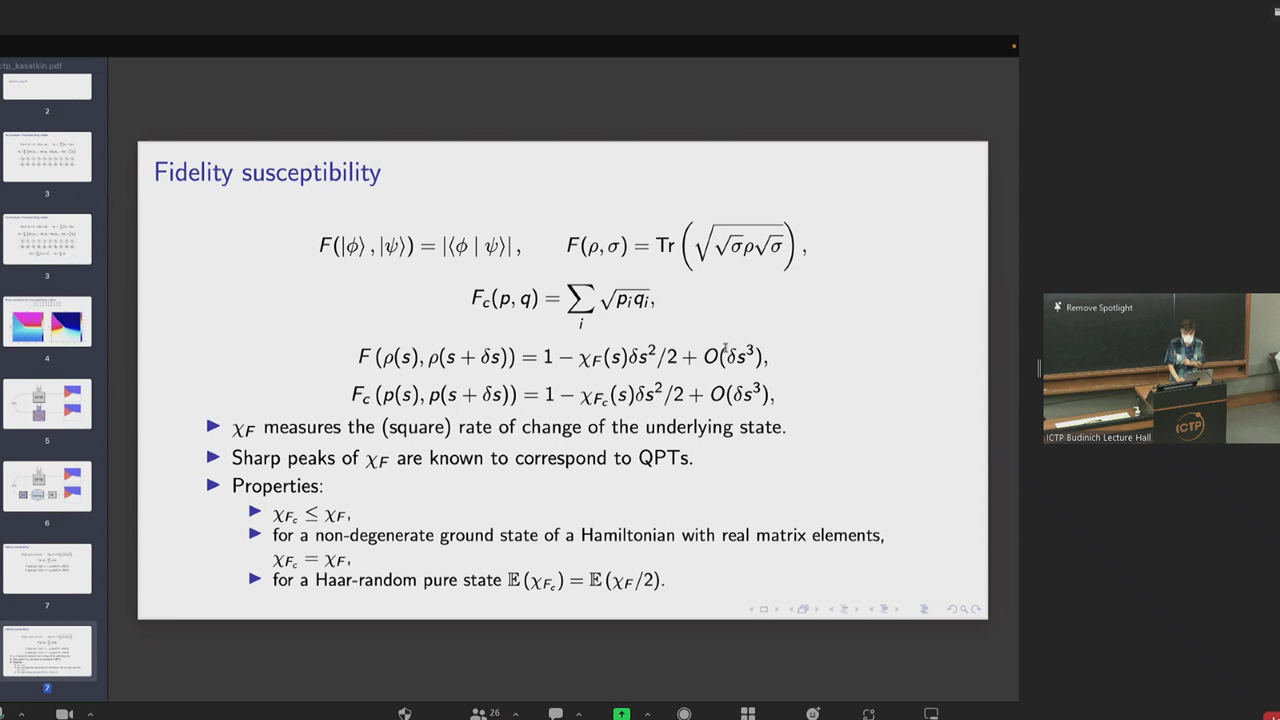 ctp_kasatkin.pdf
2
3
3
4
5
6
7
7
Fidelity susceptibility
F(|ϕ⟩, |ψ⟩) = |⟨ϕ | ψ⟩|, F(ρ, σ) = Tr(√(√σρ√σ)),
F_c(p, q) = ∑_i √(p_i q_i),
F (ρ(s), ρ(s + δs)) = 1 − χ_F(s)δs²/2 + O(δs³),
F_c (p(s), p(s + δs)) = 1 − χ_{F_c}(s)δs²/2 + O(δs³),
▶ χ_F measures the (square) rate of change of the underlying state.
▶ Sharp peaks of χ_F are known to correspond to QPTs.
▶ Properties:
▶ χ_{F_c} ≤ χ_F,
▶ for a non-degenerate ground state of a Hamiltonian with real matrix elements,
χ_{F_c} = χ_F,
▶ for a Haar-random pure state 𝔼 (χ_{F_c}) = 𝔼 (χ_F/2).
Remove Spotlight
ICTP
ICTP Budinich Lecture Hall
26